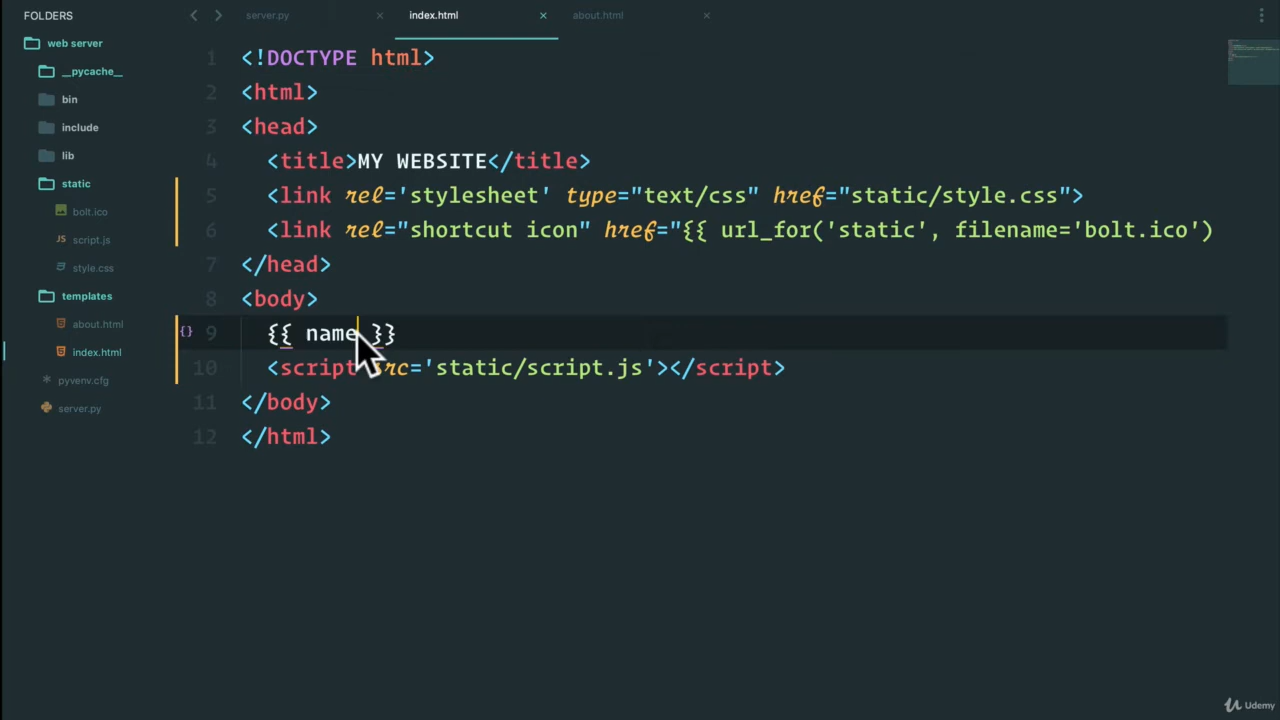 FOLDERS
web server
__pycache__
bin
include
lib
static
bolt.ico
script.js
style.css
templates
about.html
index.html
pyvenv.cfg
server.py
server.py × index.html × about.html ×
1 <!DOCTYPE html>
2 <html>
3 <head>
4 <title>MY WEBSITE</title>
5 <link rel='stylesheet' type="text/css" href="static/style.css">
6 <link rel="shortcut icon" href="{{ url_for('static', filename='bolt.ico')
7 </head>
8 <body>
{} 9 {{ name }}
10 <script src='static/script.js'></script>
11 </body>
12 </html>
Udemy